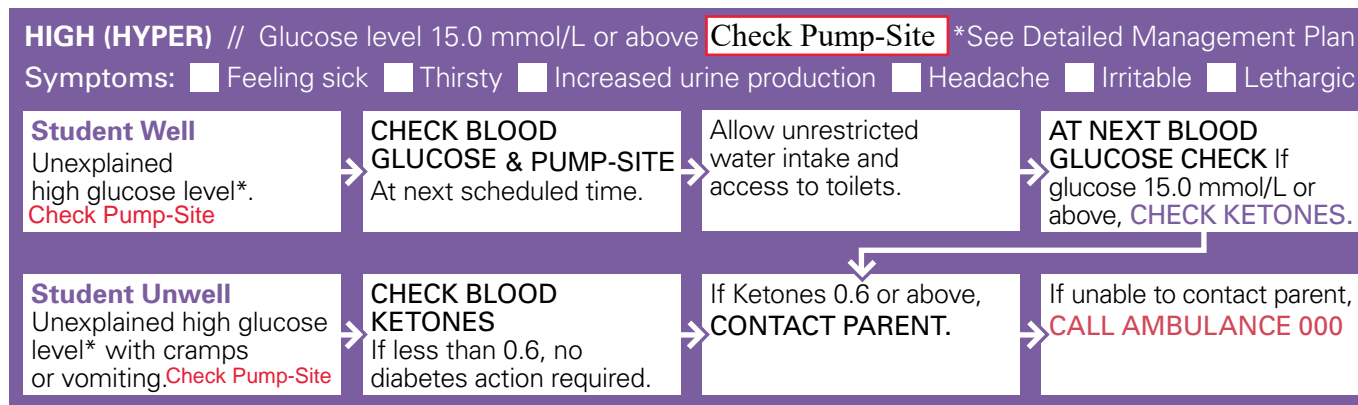 HIGH (HYPER) // Glucose level 15.0 mmol/L or above Check Pump-Site *See Detailed Management Plan
Symptoms: Feeling sick Thirsty Increased urine production Headache Irritable Lethargic
Student Well
Unexplained
high glucose level*.
Check Pump-Site
CHECK BLOOD
GLUCOSE & PUMP-SITE
At next scheduled time.
Allow unrestricted
water intake and
access to toilets.
AT NEXT BLOOD
GLUCOSE CHECK If
glucose 15.0 mmol/L or
above, CHECK KETONES.
Student Unwell
Unexplained high glucose
level* with cramps
or vomiting.Check Pump-Site
CHECK BLOOD
KETONES
If less than 0.6, no
diabetes action required.
If Ketones 0.6 or above,
CONTACT PARENT.
If unable to contact parent,
CALL AMBULANCE 000